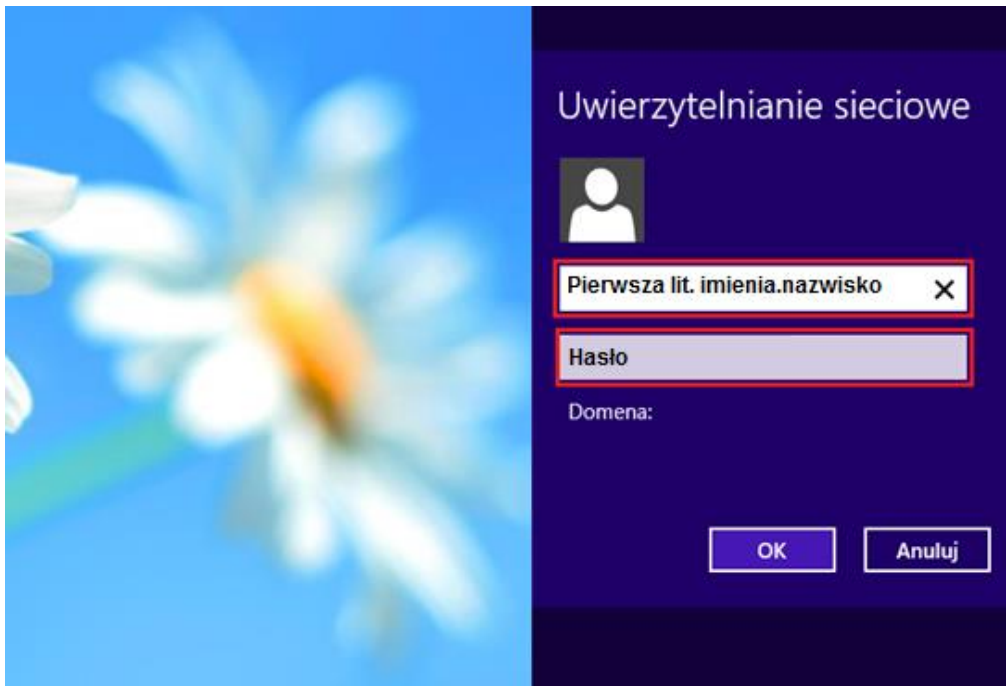 Uwierzytelnianie sieciowe
Pierwsza lit. imienia.nazwisko
Hasło
Domena:
OK
Anuluj